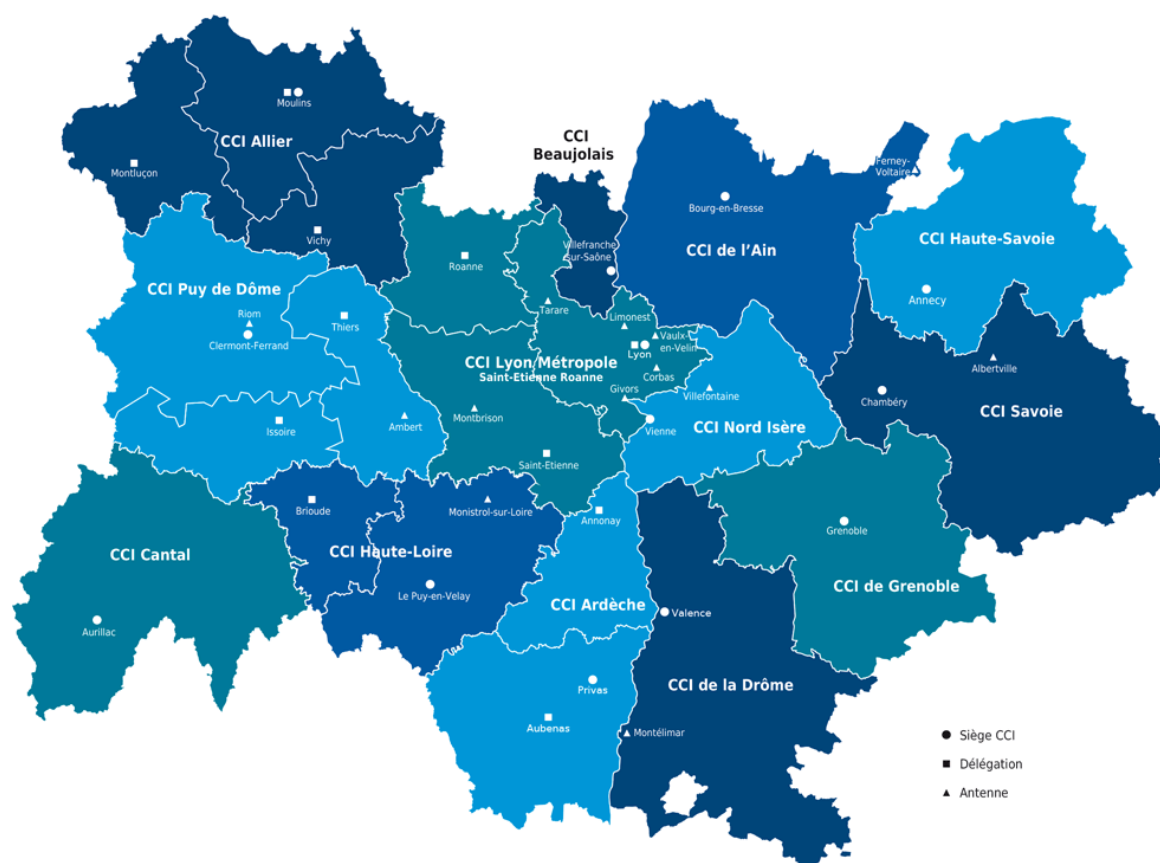 Moulins
CCI Allier
Montluçon
Vichy
CCI
Beaujolais
Villefranche
sur-Saône
Bourg-en-Bresse
Ferney-
Voltaire
CCI de l’Ain
CCI Haute-Savoie
Annecy
CCI Puy de Dôme
Riom
Clermont-Ferrand
Thiers
Issoire
Ambert
Roanne
Tarare
Limonest
Vaulx-
en-Velin
Lyon
CCI Lyon Métropole
Saint-Etienne Roanne
Corbas
Givors
Montbrison
Saint-Etienne
Villefontaine
Vienne
CCI Nord Isère
Chambéry
Albertville
CCI Savoie
CCI Cantal
Aurillac
Brioude
Monistrol-sur-Loire
CCI Haute-Loire
Le Puy-en-Velay
Annonay
CCI Ardèche
Privas
Aubenas
Grenoble
CCI de Grenoble
Valence
CCI de la Drôme
Montélimar
Siège CCI
Délégation
Antenne